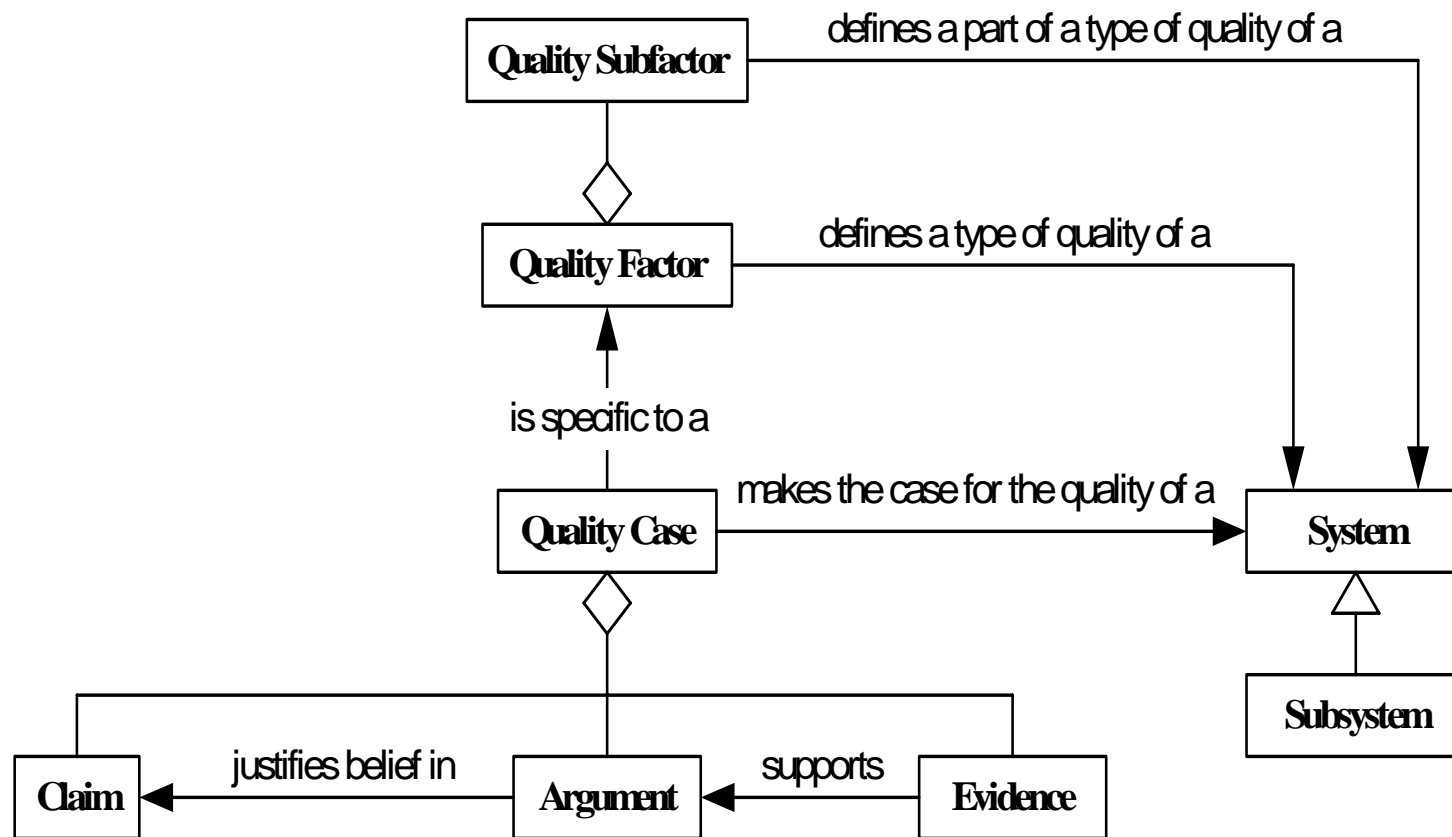 defines a part of a type of quality of a
Quality Subfactor
defines a type of quality of a
Quality Factor
is specific to a
makes the case for the quality of a
Quality Case
System
Subsystem
justifies belief in
supports
Claim
Argument
Evidence